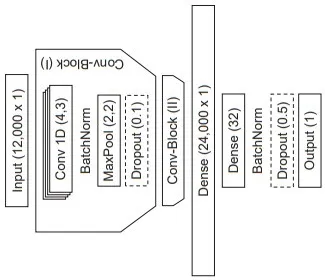 Input (12,000 x 1)
Conv-Block (I)
Conv 1D (4,3)
BatchNorm
MaxPool (2,2)
Dropout (0.1)
Conv-Block (II)
Dense (24,000 x 1)
Dense (32)
BatchNorm
Dropout (0.5)
Output (1)